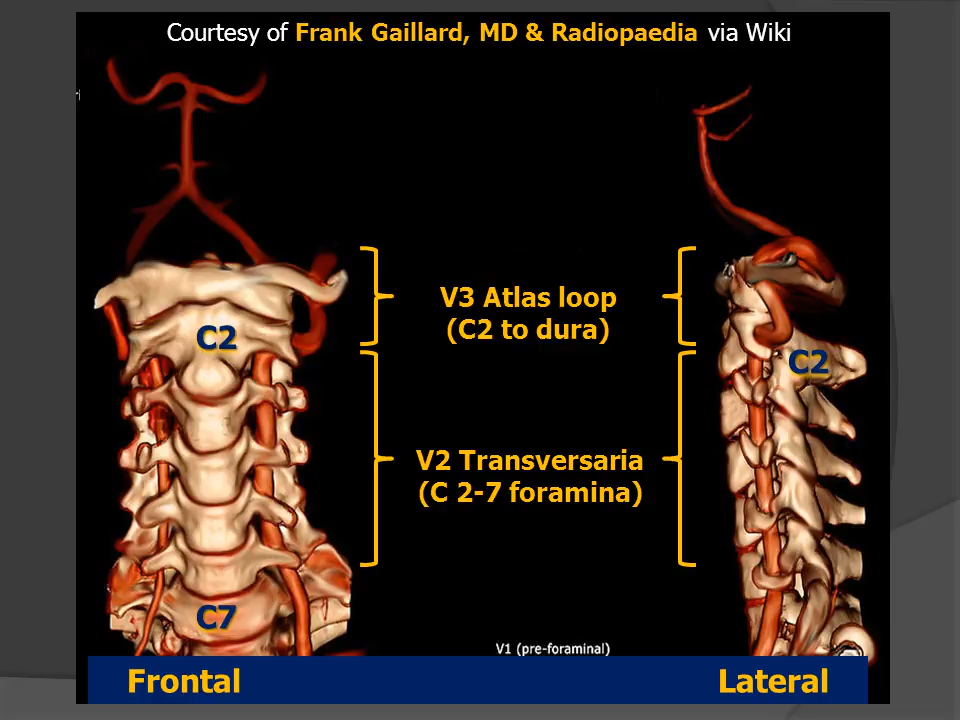 Courtesy of Frank Gaillard, MD & Radiopaedia via Wiki
V3 Atlas loop
(C2 to dura)
C2
C2
V2 Transversaria
(C 2-7 foramina)
C7
V1 (pre-foraminal)
Frontal
Lateral